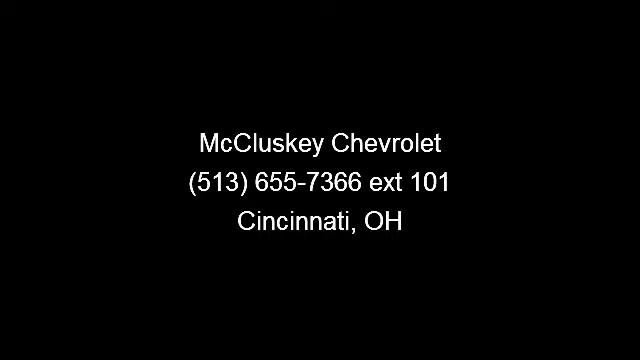 McCluskey Chevrolet
(513) 655-7366 ext 101
Cincinnati, OH